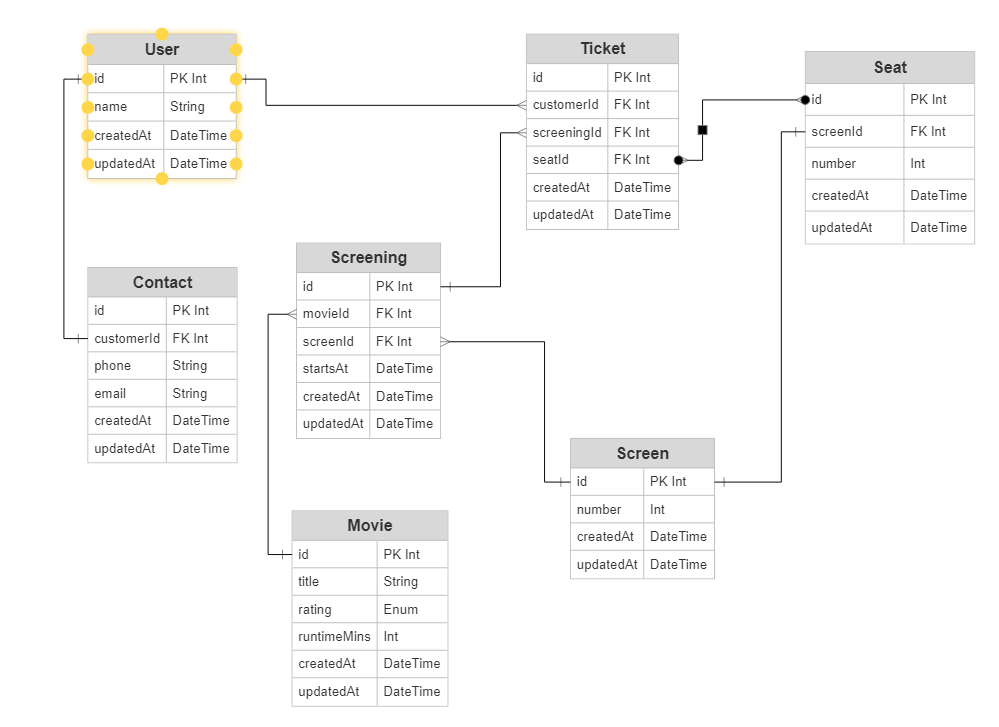 User
id PK Int
name String
createdAt DateTime
updatedAt DateTime
Ticket
id PK Int
customerId FK Int
screeningId FK Int
seatId FK Int
createdAt DateTime
updatedAt DateTime
Seat
id PK Int
screenId FK Int
number Int
createdAt DateTime
updatedAt DateTime
Contact
id PK Int
customerId FK Int
phone String
email String
createdAt DateTime
updatedAt DateTime
Screening
id PK Int
movieId FK Int
screenId FK Int
startsAt DateTime
createdAt DateTime
updatedAt DateTime
Screen
id PK Int
number Int
createdAt DateTime
updatedAt DateTime
Movie
id PK Int
title String
rating Enum
runtimeMins Int
createdAt DateTime
updatedAt DateTime